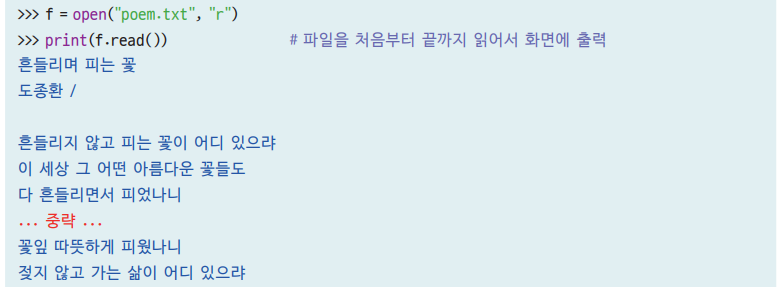 >>> f = open("poem.txt", "r")
>>> print(f.read()) # 파일을 처음부터 끝까지 읽어서 화면에 출력
흔들리며 피는 꽃
도종환 /
흔들리지 않고 피는 꽃이 어디 있으랴
이 세상 그 어떤 아름다운 꽃들도
다 흔들리면서 피었나니
... 중략 ...
꽃잎 따뜻하게 피웠나니
젖지 않고 가는 삶이 어디 있으랴